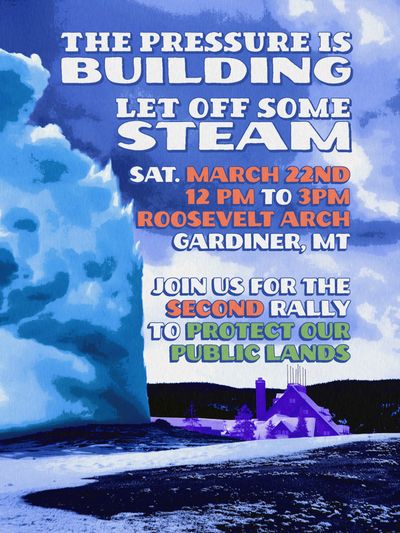 THE PRESSURE IS
BUILDING
LET OFF SOME
STEAM
SAT. MARCH 22ND
12 PM TO 3PM
ROOSEVELT ARCH
GARDINER, MT
JOIN US FOR THE
SECOND RALLY
TO PROTECT OUR
PUBLIC LANDS